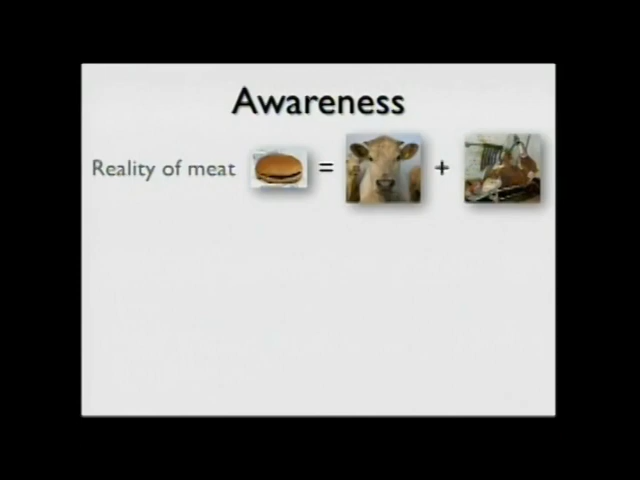 Awareness
Reality of meat = +